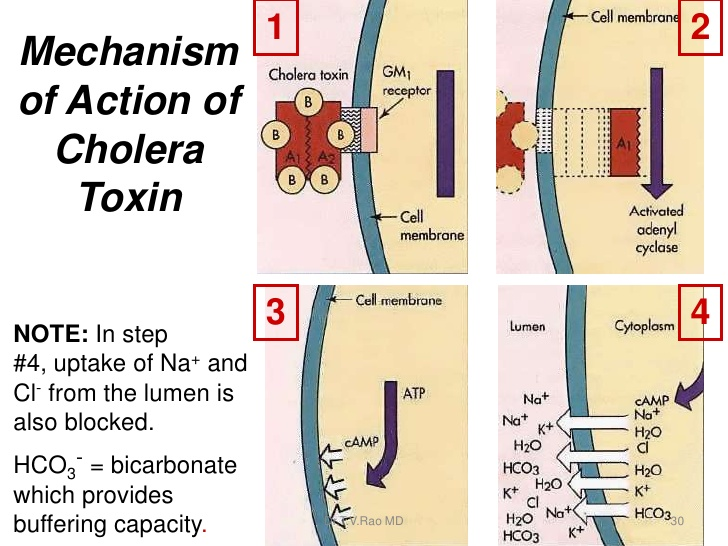 Mechanism
of Action of
Cholera
Toxin
NOTE: In step
#4, uptake of Na⁺ and
Cl⁻ from the lumen is
also blocked.
HCO₃⁻ = bicarbonate
which provides
buffering capacity.
1
Cholera toxin
GM₁
receptor
B
B
B
A₁ A₂
B B
Cell
membrane
2
Cell membrane
A₁
Activated
adenyl
cyclase
3
Cell membrane
ATP
cAMP
4
Lumen
Cytoplasm
cAMP
Na⁺
Na⁺
Na⁺
K⁺
H₂O
H₂O
Cl
HCO₃
H₂O
H₂O
K⁺
K⁺
Cl
Na⁺
HCO₃
H₂O
K⁺
HCO₃
T.V.Rao MD
30